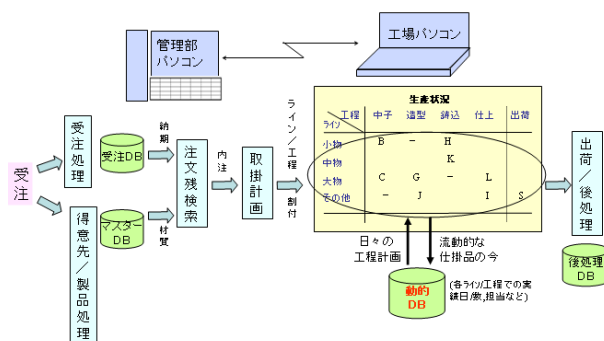 管理部
パソコン
工場パソコン
生産状況
工程
ライン
中子
造型
鋳込
仕上
出荷
小物
B
－
H
中物
K
大物
C
G
－
L
その他
－
J
I
S
受注
受注処理
得意先／製品処理
受注DB
マスターDB
納期
材質
注文残検索
内注
取掛計画
ライン／工程
割付
出荷／後処理
後処理
DB
日々の
工程計画
流動的な
仕掛品の今
動的
DB
(各ライン/工程での実
績日/数,担当など)